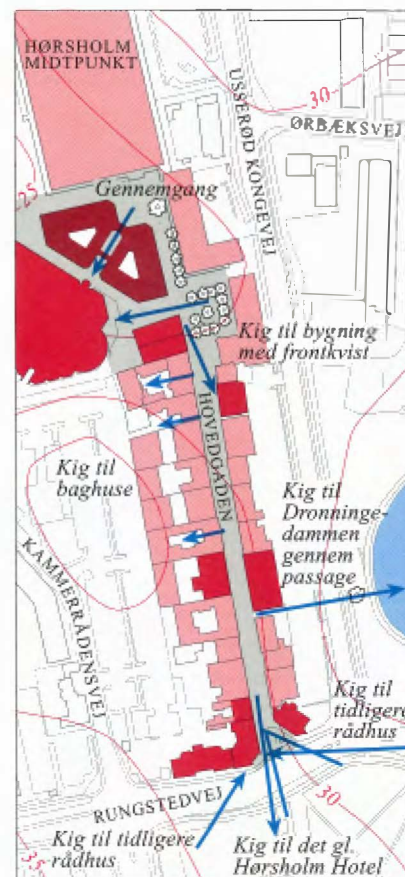 HØRSHOLM
MIDTPUNKT
USSERØD KONGEVEJ
30
ØRBÆKSVEJ
25
Gennemgang
Kig til bygning
med frontkvist
HOVEDGADEN
Kig til
baghuse
Kig til
Dronninge-
dammen
gennem
passage
KAMMERRÅDENSVEJ
Kig til
tidligere
rådhus
RUNGSTEDVEJ
30
Kig til tidligere
rådhus
Kig til det gl.
Hørsholm Hotel
35